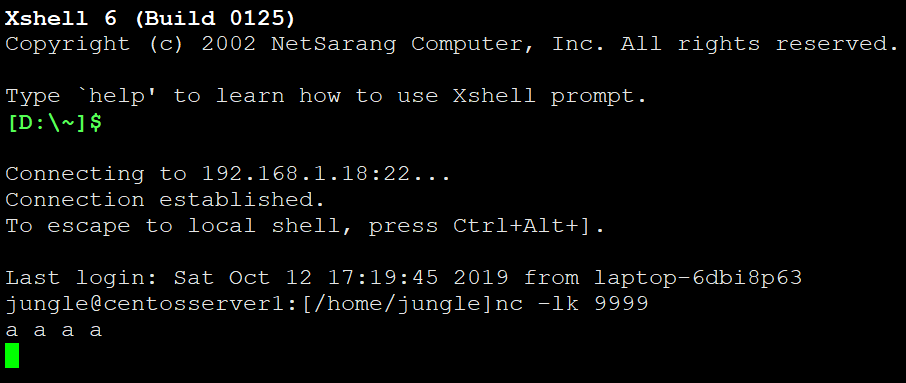 Xshell 6 (Build 0125)
Copyright (c) 2002 NetSarang Computer, Inc. All rights reserved.
Type `help' to learn how to use Xshell prompt.
[D:\~]$
Connecting to 192.168.1.18:22...
Connection established.
To escape to local shell, press Ctrl+Alt+].
Last login: Sat Oct 12 17:19:45 2019 from laptop-6dbi8p63
jungle@centosserver1:[/home/jungle]nc -lk 9999
a a a a